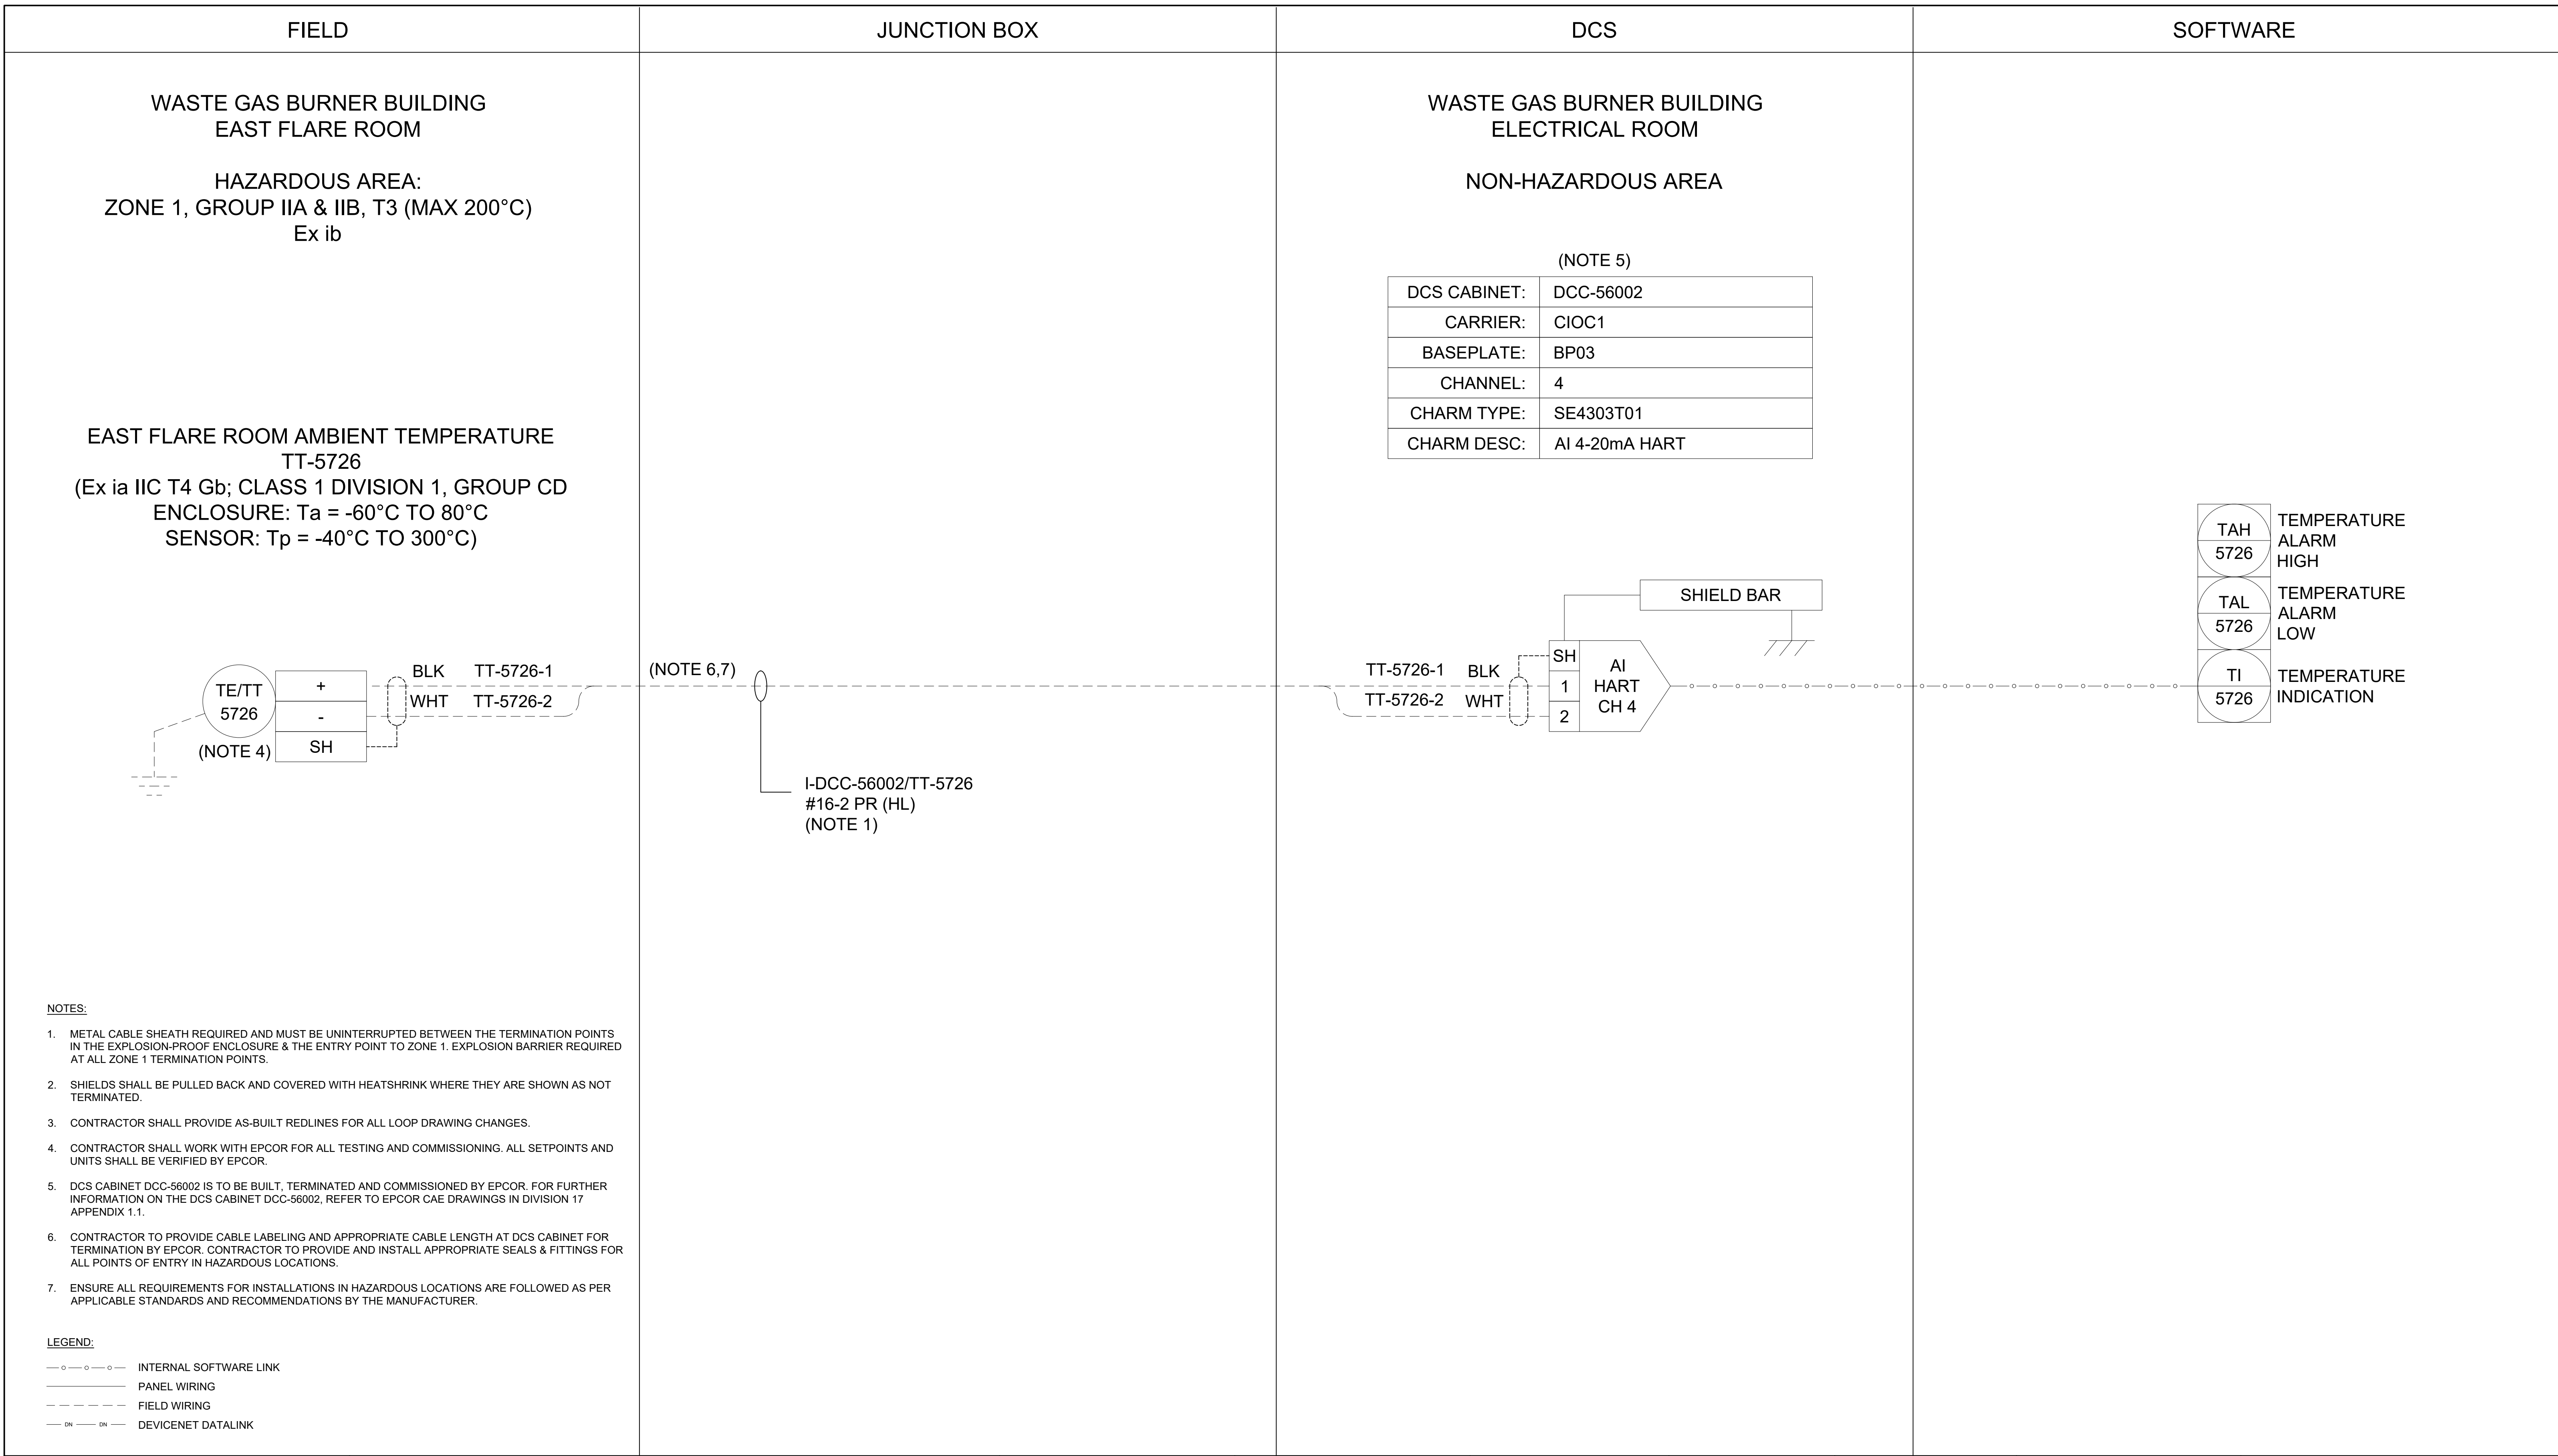 FIELD
JUNCTION BOX
DCS
SOFTWARE
WASTE GAS BURNER BUILDING
EAST FLARE ROOM
HAZARDOUS AREA:
ZONE 1, GROUP IIA & IIB, T3 (MAX 200°C)
Ex ib
EAST FLARE ROOM AMBIENT TEMPERATURE
TT-5726
(Ex ia IIC T4 Gb; CLASS 1 DIVISION 1, GROUP CD
ENCLOSURE: Ta = -60°C TO 80°C
SENSOR: Tp = -40°C TO 300°C)
TE/TT
5726
(NOTE 4)
+
-
SH
BLK TT-5726-1
WHT TT-5726-2
(NOTE 6,7)
I-DCC-56002/TT-5726
#16-2 PR (HL)
(NOTE 1)
WASTE GAS BURNER BUILDING
ELECTRICAL ROOM
NON-HAZARDOUS AREA
(NOTE 5)
DCS CABINET: DCC-56002
CARRIER: CIOC1
BASEPLATE: BP03
CHANNEL: 4
CHARM TYPE: SE4303T01
CHARM DESC: AI 4-20mA HART
SHIELD BAR
TT-5726-1 BLK
TT-5726-2 WHT
SH
1
2
AI
HART
CH 4
TAH
5726
TEMPERATURE
ALARM
HIGH
TAL
5726
TEMPERATURE
ALARM
LOW
TI
5726
TEMPERATURE
INDICATION
NOTES:
1. METAL CABLE SHEATH REQUIRED AND MUST BE UNINTERRUPTED BETWEEN THE TERMINATION POINTS
IN THE EXPLOSION-PROOF ENCLOSURE & THE ENTRY POINT TO ZONE 1. EXPLOSION BARRIER REQUIRED
AT ALL ZONE 1 TERMINATION POINTS.
2. SHIELDS SHALL BE PULLED BACK AND COVERED WITH HEATSHRINK WHERE THEY ARE SHOWN AS NOT
TERMINATED.
3. CONTRACTOR SHALL PROVIDE AS-BUILT REDLINES FOR ALL LOOP DRAWING CHANGES.
4. CONTRACTOR SHALL WORK WITH EPCOR FOR ALL TESTING AND COMMISSIONING. ALL SETPOINTS AND
UNITS SHALL BE VERIFIED BY EPCOR.
5. DCS CABINET DCC-56002 IS TO BE BUILT, TERMINATED AND COMMISSIONED BY EPCOR. FOR FURTHER
INFORMATION ON THE DCS CABINET DCC-56002, REFER TO EPCOR CAE DRAWINGS IN DIVISION 17
APPENDIX 1.1.
6. CONTRACTOR TO PROVIDE CABLE LABELING AND APPROPRIATE CABLE LENGTH AT DCS CABINET FOR
TERMINATION BY EPCOR. CONTRACTOR TO PROVIDE AND INSTALL APPROPRIATE SEALS & FITTINGS FOR
ALL POINTS OF ENTRY IN HAZARDOUS LOCATIONS.
7. ENSURE ALL REQUIREMENTS FOR INSTALLATIONS IN HAZARDOUS LOCATIONS ARE FOLLOWED AS PER
APPLICABLE STANDARDS AND RECOMMENDATIONS BY THE MANUFACTURER.
LEGEND:
INTERNAL SOFTWARE LINK
PANEL WIRING
FIELD WIRING
DN DN DEVICENET DATALINK